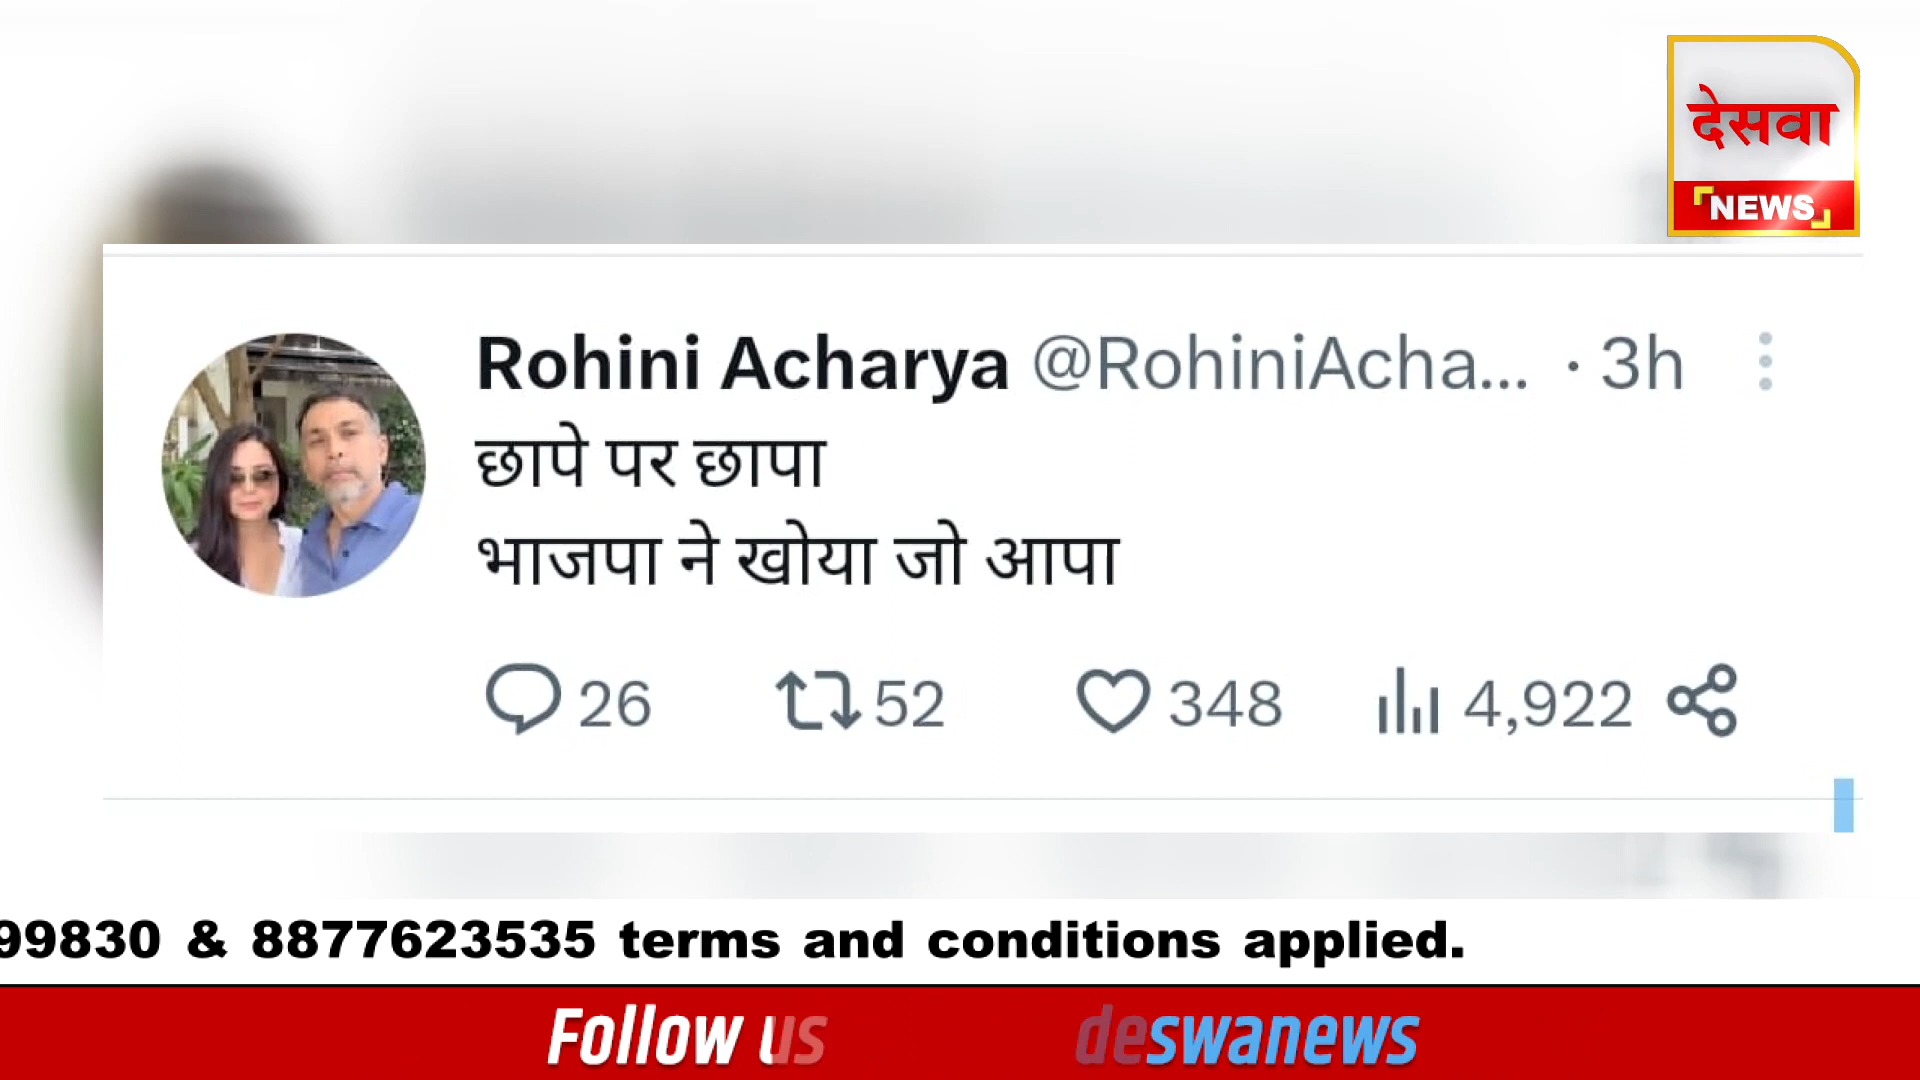 देसवा
NEWS
Rohini Acharya @RohiniAcha... · 3h
छापे पर छापा
भाजपा ने खोया जो आपा
26 52 348 4,922
99830 & 8877623535 terms and conditions applied.
Follow us deswanews